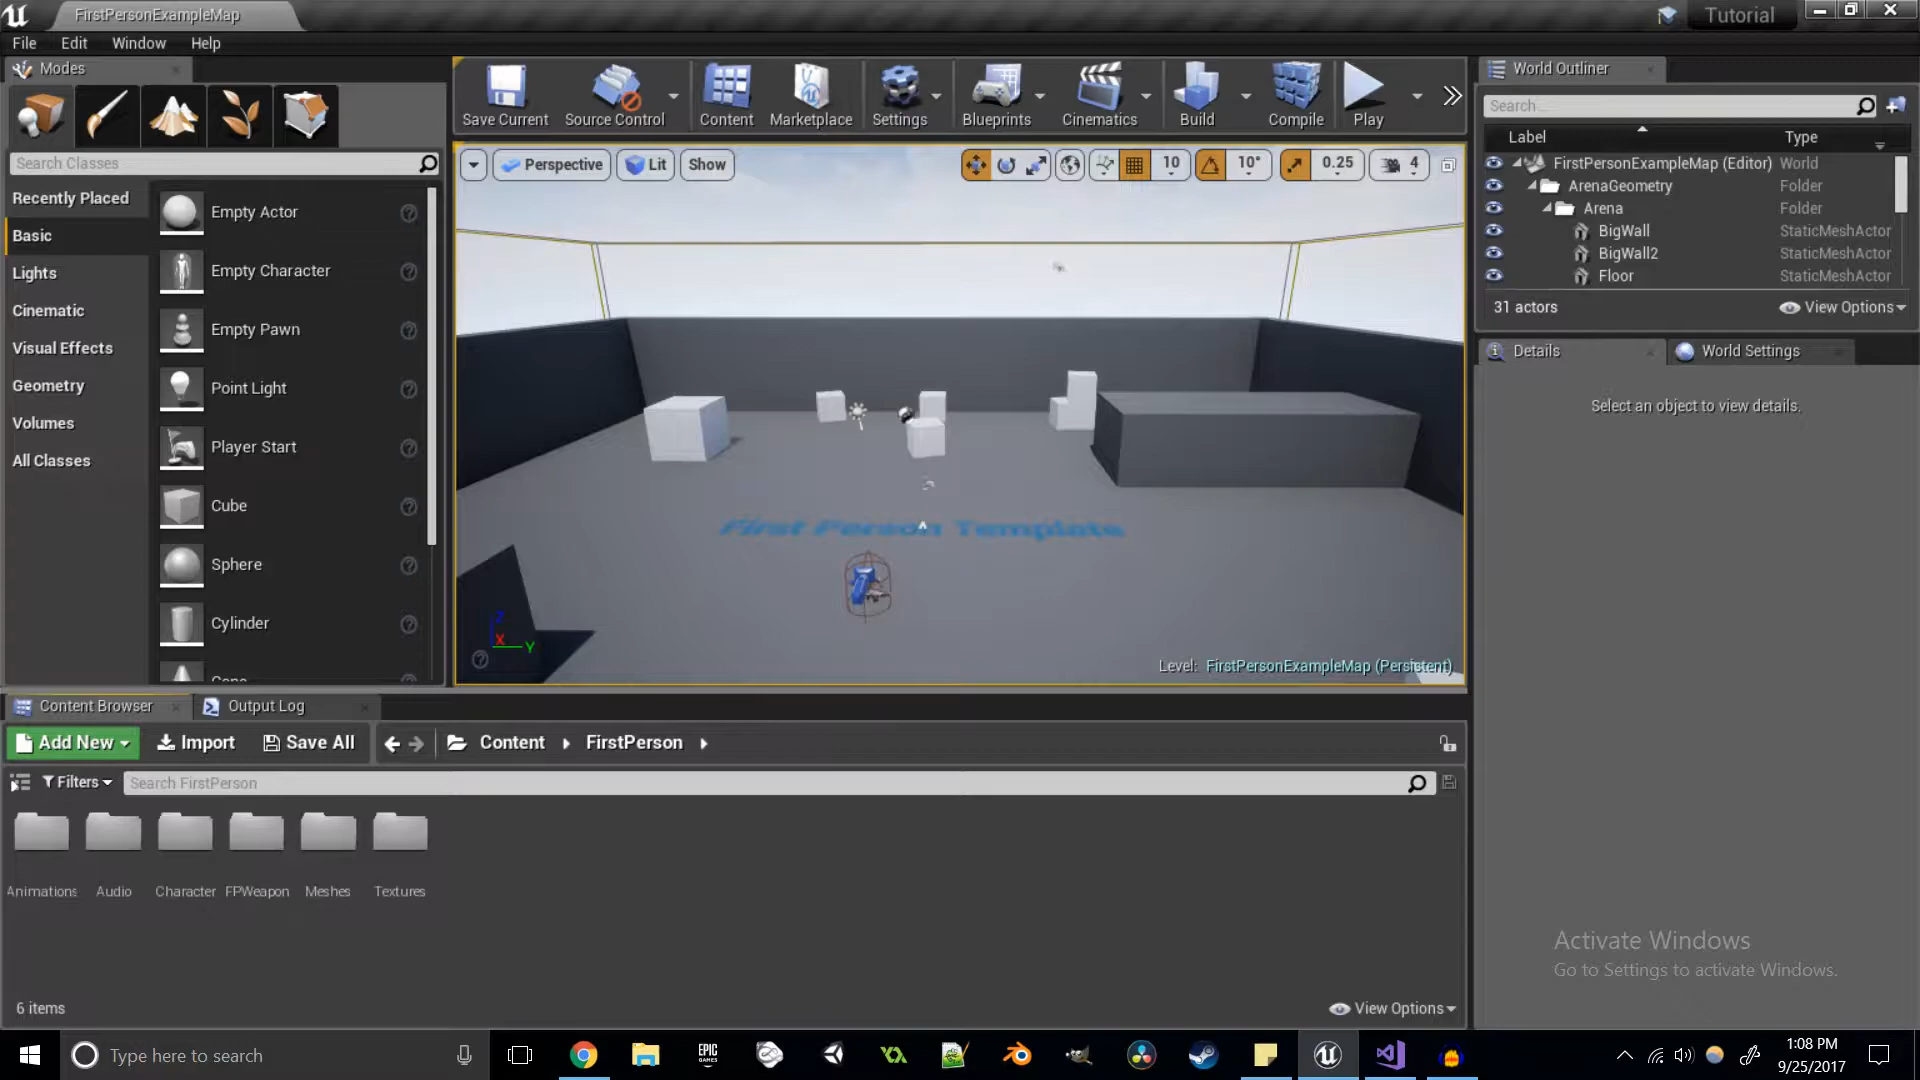 FirstPersonExampleMap
Tutorial
File Edit Window Help
Modes
Search Classes
Recently Placed
Basic
Lights
Cinematic
Visual Effects
Geometry
Volumes
All Classes
Empty Actor
Empty Character
Empty Pawn
Point Light
Player Start
Cube
Sphere
Cylinder
Save Current
Source Control
Content
Marketplace
Settings
Blueprints
Cinematics
Build
Compile
Play
Perspective
Lit
Show
10
10°
0.25
4
First Person Template
Z
X
Y
Level: FirstPersonExampleMap (Persistent)
World Outliner
Search...
Label Type
FirstPersonExampleMap (Editor) World
ArenaGeometry Folder
Arena Folder
BigWall StaticMeshActor
BigWall2 StaticMeshActor
Floor StaticMeshActor
31 actors
View Options
Details
World Settings
Select an object to view details.
Content Browser
Output Log
Add New
Import
Save All
Content
FirstPerson
Filters
Search FirstPerson
Animations
Audio
Character
FPWeapon
Meshes
Textures
6 items
View Options
Activate Windows
Go to Settings to activate Windows.
Type here to search
EPIC
GAMES
1:08 PM
9/25/2017